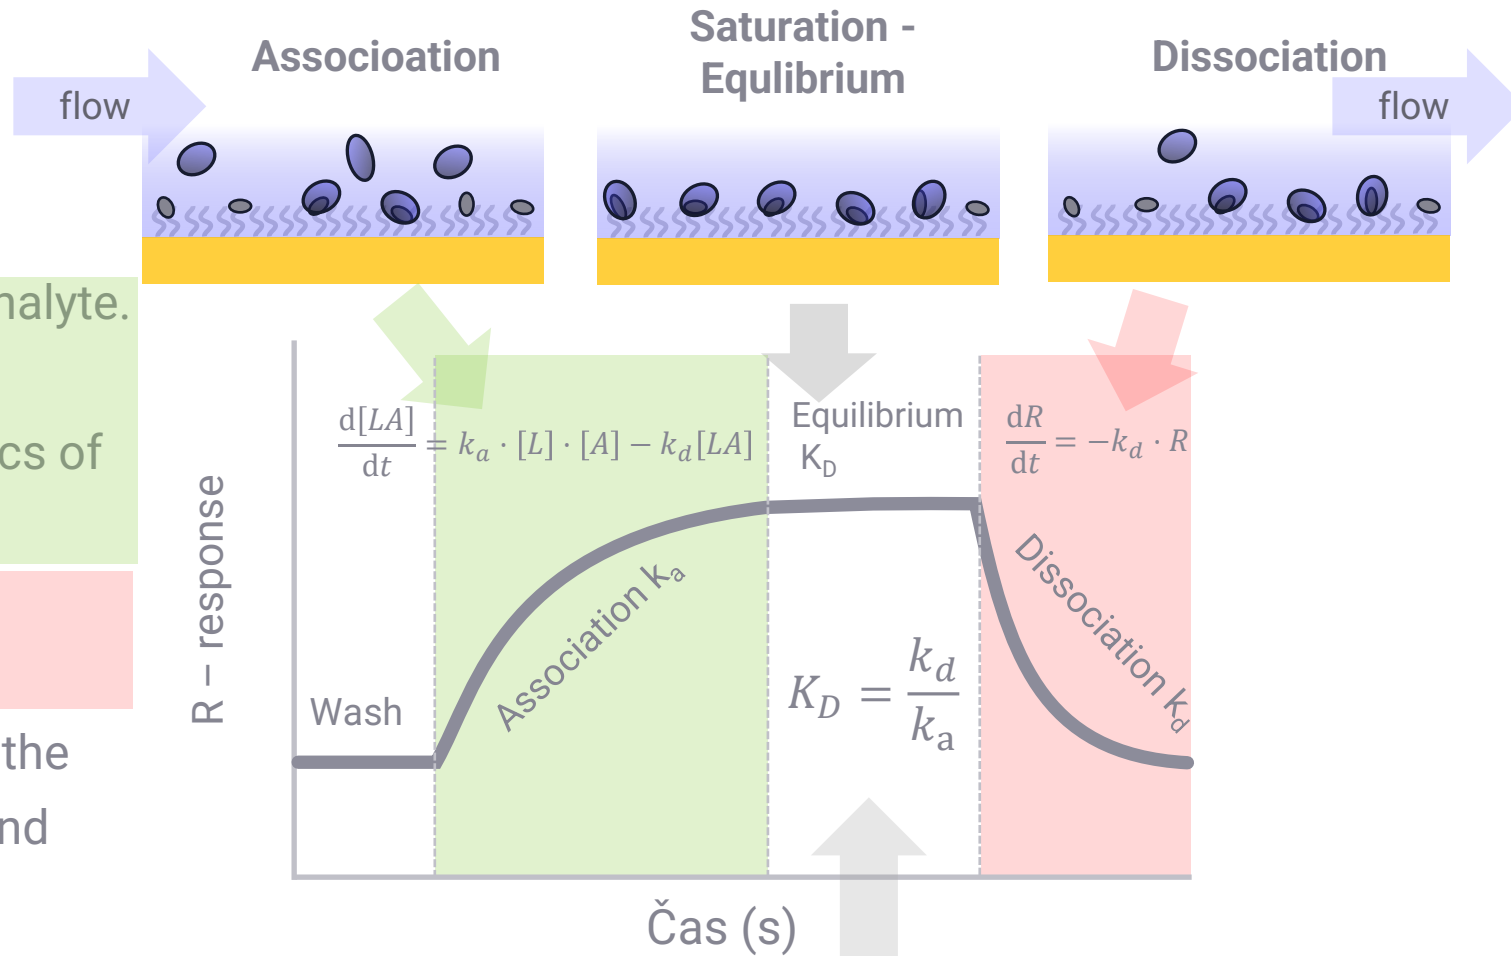 Associoation
Saturation -
Equlibrium
Dissociation
flow
flow
nalyte.
cs of
the
nd
d[LA]/dt = k_a · [L] · [A] − k_d[LA]
Equilibrium
K_D
dR/dt = −k_d · R
R – response
Wash
Association k_a
K_D = k_d/k_a
Dissociation k_d
Čas (s)